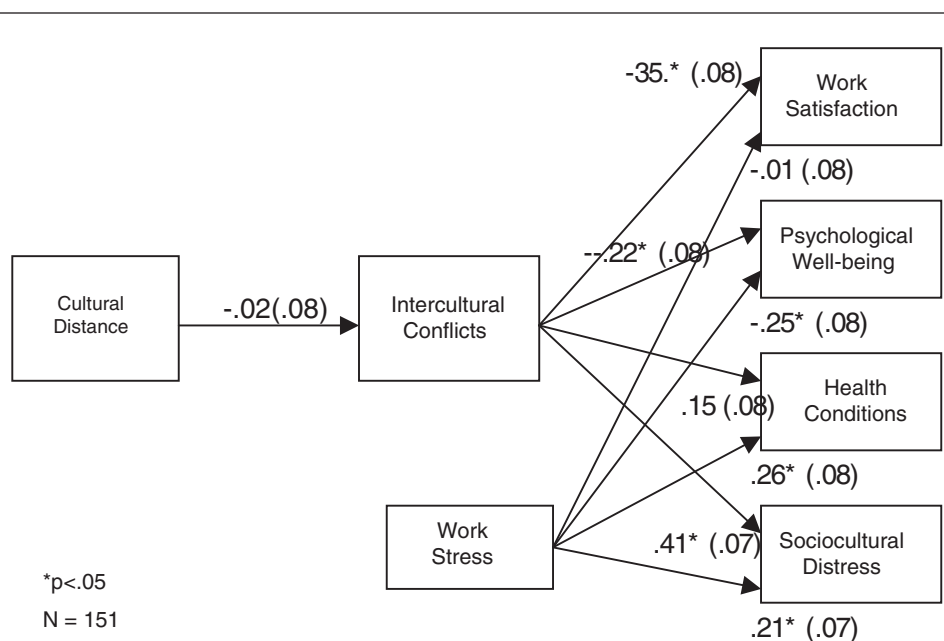 -35.* (.08)
Work
Satisfaction
-.01 (.08)
--.22* (.08)
Psychological
Well-being
Cultural
Distance
-.02(.08)
Intercultural
Conflicts
-.25* (.08)
.15 (.08)
Health
Conditions
.26* (.08)
Work
Stress
.41* (.07)
Sociocultural
Distress
*p<.05
N = 151
.21* (.07)